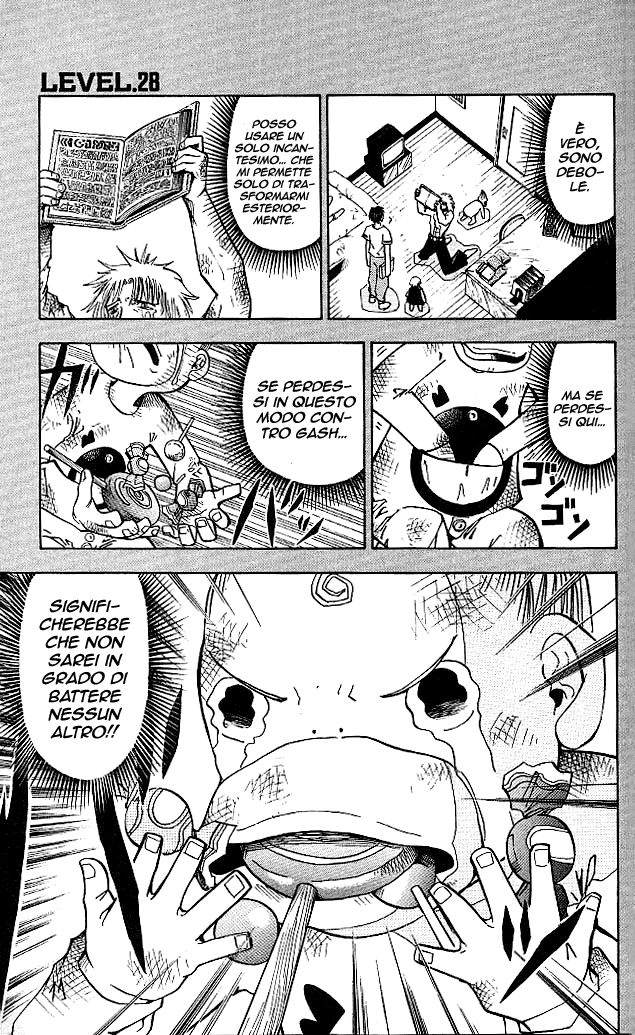 LEVEL.28
È
VERO,
SONO
DEBO-
LE.
POSSO
USARE UN
SOLO INCAN-
TESIMO... CHE
MI PERMETTE
SOLO DI TRA-
SFORMARMI
ESTERIOR-
MENTE.
MA SE
PERDES-
SI QUI...
ゴン
ゴン
SE PERDES-
SI IN QUESTO
MODO CON-
TRO GASH...
SIGNIFI-
CHEREBBE
CHE NON
SAREI IN
GRADO DI
BATTERE
NESSUN
ALTRO!!